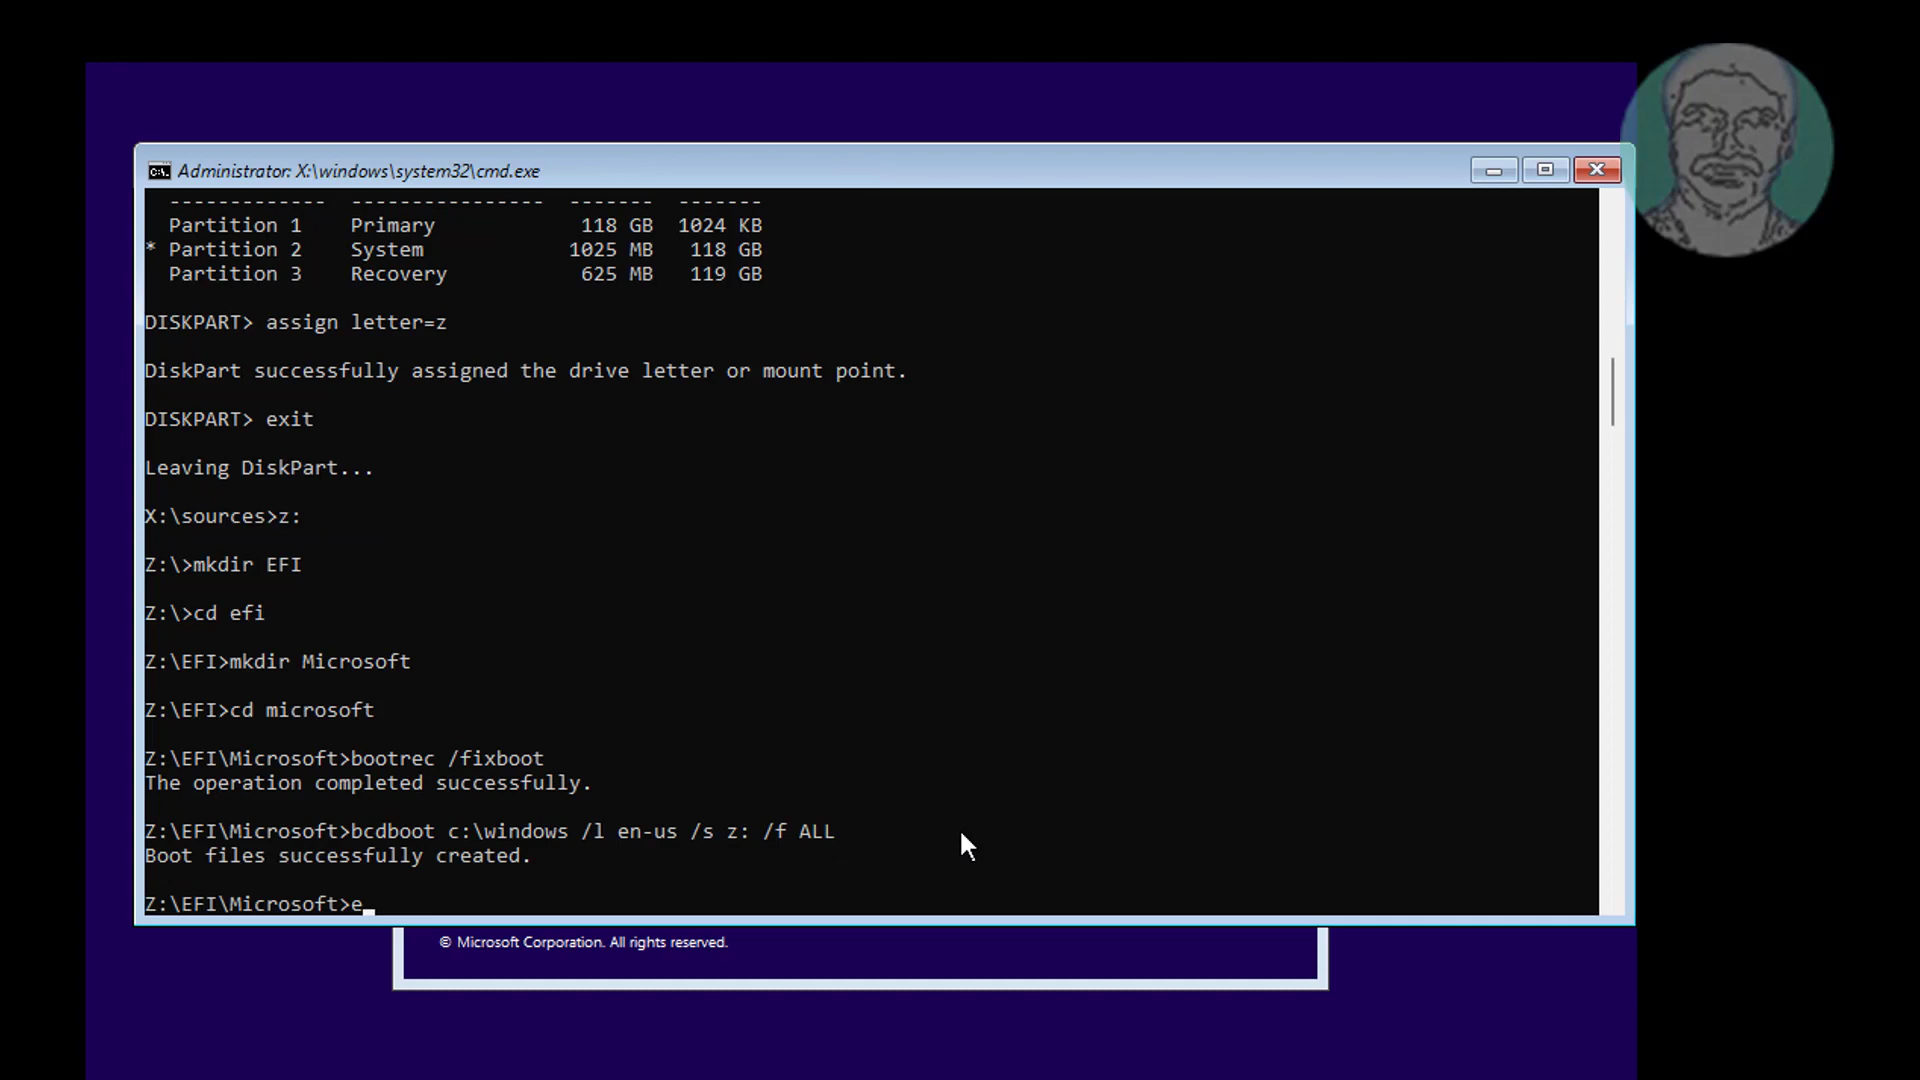 Administrator: X:\windows\system32\cmd.exe
------------- ---------------- ------- -------
Partition 1 Primary 118 GB 1024 KB
* Partition 2 System 1025 MB 118 GB
Partition 3 Recovery 625 MB 119 GB
DISKPART> assign letter=z
DiskPart successfully assigned the drive letter or mount point.
DISKPART> exit
Leaving DiskPart...
X:\sources>z:
Z:\>mkdir EFI
Z:\>cd efi
Z:\EFI>mkdir Microsoft
Z:\EFI>cd microsoft
Z:\EFI\Microsoft>bootrec /fixboot
The operation completed successfully.
Z:\EFI\Microsoft>bcdboot c:\windows /l en-us /s z: /f ALL
Boot files successfully created.
Z:\EFI\Microsoft>e
© Microsoft Corporation. All rights reserved.